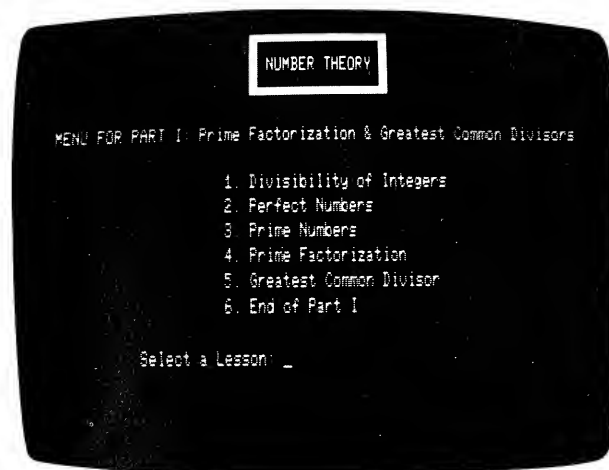 NUMBER THEORY
MENU FOR PART I: Prime Factorization & Greatest Common Divisors
1. Divisibility of Integers
2. Perfect Numbers
3. Prime Numbers
4. Prime Factorization
5. Greatest Common Divisor
6. End of Part I
Select a Lesson: _